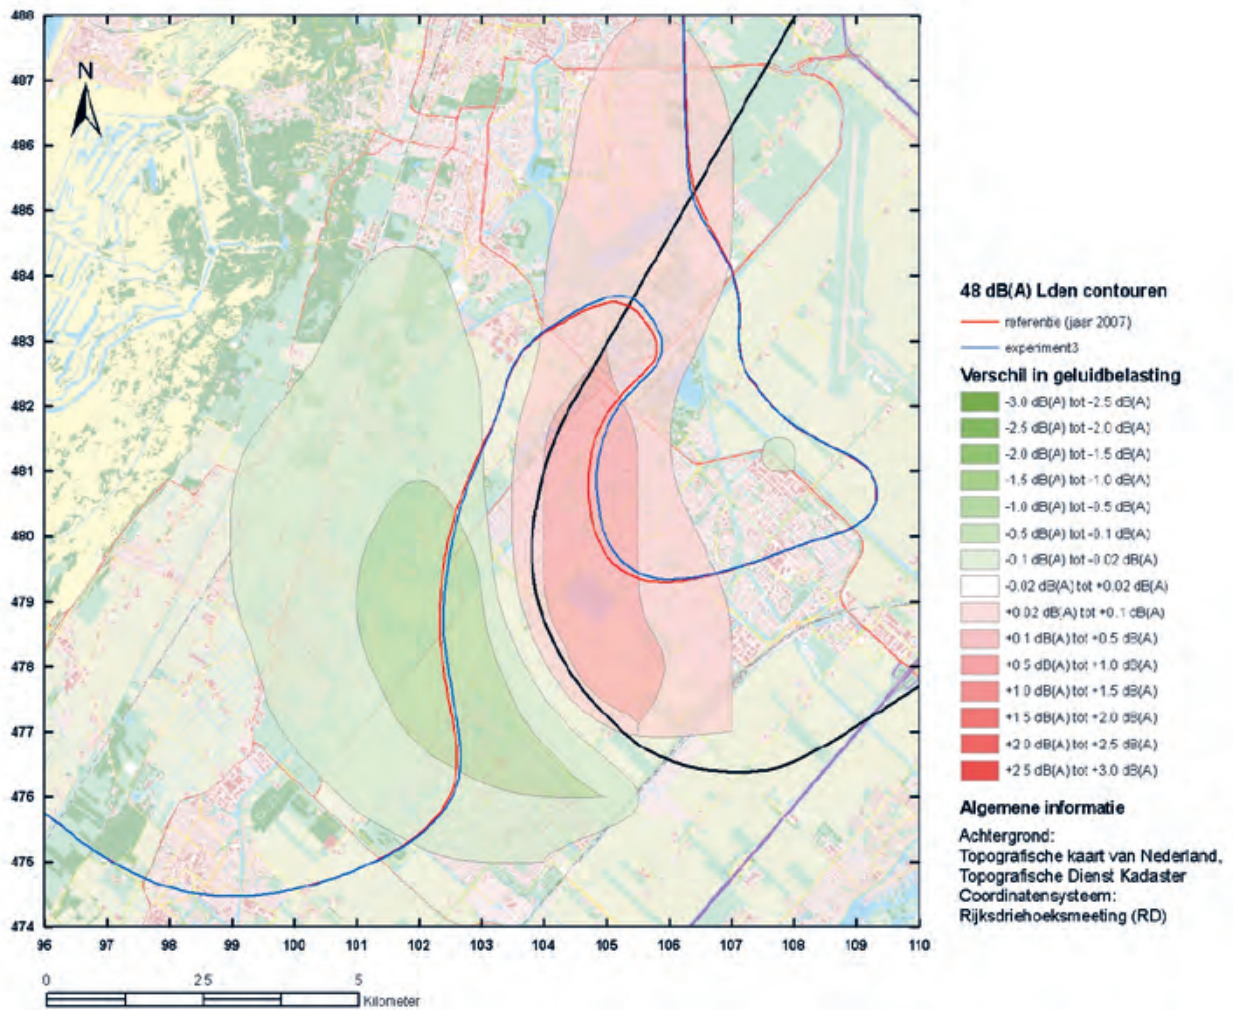 488
487
486
485
484
483
482
481
480
479
478
477
476
475
474
N
96 97 98 99 100 101 102 103 104 105 106 107 108 109 110
0 25 5
Kilometer
48 dB(A) Lden contouren
referentie (jaar 2007)
experiment3
Verschil in geluidbelasting
-3.0 dB(A) tot -2.5 dB(A)
-2.5 dB(A) tot -2.0 dB(A)
-2.0 dB(A) tot -1.5 dB(A)
-1.5 dB(A) tot -1.0 dB(A)
-1.0 dB(A) tot -0.5 dB(A)
-0.5 dB(A) tot -0.1 dB(A)
-0.1 dB(A) tot -0.02 dB(A)
-0.02 dB(A) tot +0.02 dB(A)
+0.02 dB(A) tot +0.1 dB(A)
+0.1 dB(A) tot +0.5 dB(A)
+0.5 dB(A) tot +1.0 dB(A)
+1.0 dB(A) tot +1.5 dB(A)
+1.5 dB(A) tot +2.0 dB(A)
+2.0 dB(A) tot +2.5 dB(A)
+2.5 dB(A) tot +3.0 dB(A)
Algemene informatie
Achtergrond:
Topografische kaart van Nederland,
Topografische Dienst Kadaster
Coordinatensysteem:
Rijksdriehoeksmeeting (RD)